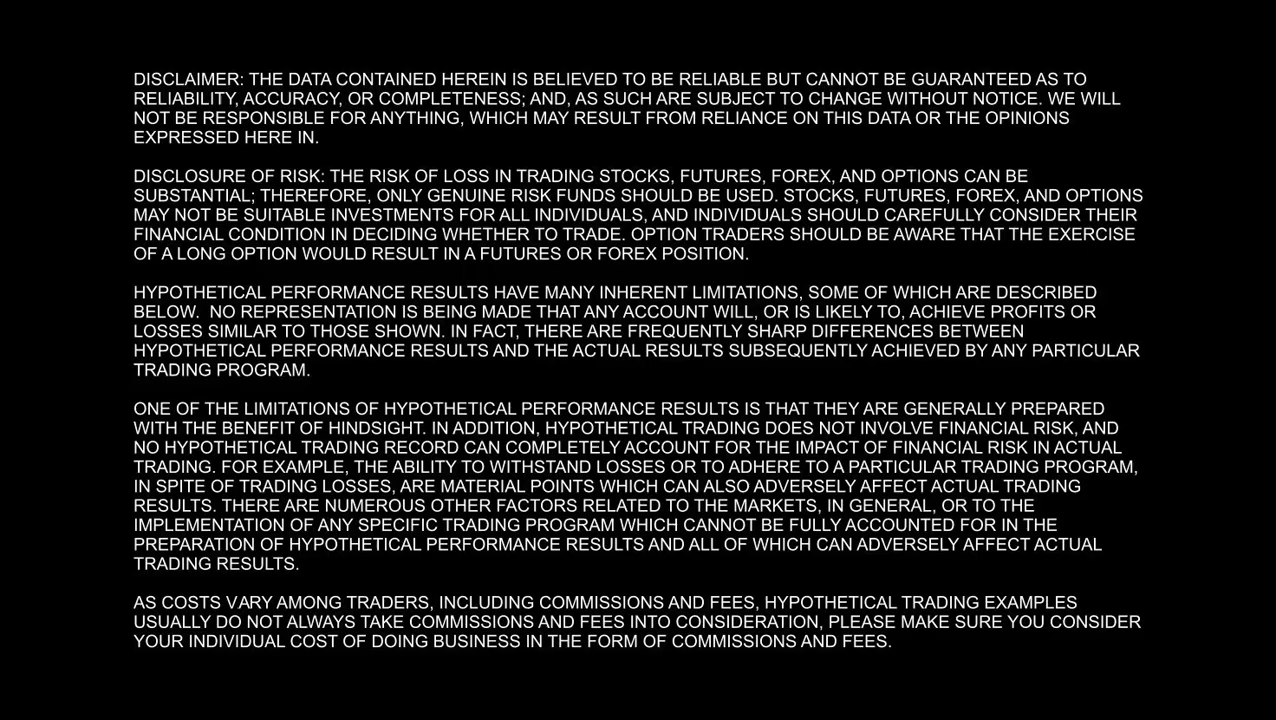 DISCLAIMER: THE DATA CONTAINED HEREIN IS BELIEVED TO BE RELIABLE BUT CANNOT BE GUARANTEED AS TO
RELIABILITY, ACCURACY, OR COMPLETENESS; AND, AS SUCH ARE SUBJECT TO CHANGE WITHOUT NOTICE. WE WILL
NOT BE RESPONSIBLE FOR ANYTHING, WHICH MAY RESULT FROM RELIANCE ON THIS DATA OR THE OPINIONS
EXPRESSED HERE IN.
DISCLOSURE OF RISK: THE RISK OF LOSS IN TRADING STOCKS, FUTURES, FOREX, AND OPTIONS CAN BE
SUBSTANTIAL; THEREFORE, ONLY GENUINE RISK FUNDS SHOULD BE USED. STOCKS, FUTURES, FOREX, AND OPTIONS
MAY NOT BE SUITABLE INVESTMENTS FOR ALL INDIVIDUALS, AND INDIVIDUALS SHOULD CAREFULLY CONSIDER THEIR
FINANCIAL CONDITION IN DECIDING WHETHER TO TRADE. OPTION TRADERS SHOULD BE AWARE THAT THE EXERCISE
OF A LONG OPTION WOULD RESULT IN A FUTURES OR FOREX POSITION.
HYPOTHETICAL PERFORMANCE RESULTS HAVE MANY INHERENT LIMITATIONS, SOME OF WHICH ARE DESCRIBED
BELOW.  NO REPRESENTATION IS BEING MADE THAT ANY ACCOUNT WILL, OR IS LIKELY TO, ACHIEVE PROFITS OR
LOSSES SIMILAR TO THOSE SHOWN. IN FACT, THERE ARE FREQUENTLY SHARP DIFFERENCES BETWEEN
HYPOTHETICAL PERFORMANCE RESULTS AND THE ACTUAL RESULTS SUBSEQUENTLY ACHIEVED BY ANY PARTICULAR
TRADING PROGRAM.
ONE OF THE LIMITATIONS OF HYPOTHETICAL PERFORMANCE RESULTS IS THAT THEY ARE GENERALLY PREPARED
WITH THE BENEFIT OF HINDSIGHT. IN ADDITION, HYPOTHETICAL TRADING DOES NOT INVOLVE FINANCIAL RISK, AND
NO HYPOTHETICAL TRADING RECORD CAN COMPLETELY ACCOUNT FOR THE IMPACT OF FINANCIAL RISK IN ACTUAL
TRADING. FOR EXAMPLE, THE ABILITY TO WITHSTAND LOSSES OR TO ADHERE TO A PARTICULAR TRADING PROGRAM,
IN SPITE OF TRADING LOSSES, ARE MATERIAL POINTS WHICH CAN ALSO ADVERSELY AFFECT ACTUAL TRADING
RESULTS. THERE ARE NUMEROUS OTHER FACTORS RELATED TO THE MARKETS, IN GENERAL, OR TO THE
IMPLEMENTATION OF ANY SPECIFIC TRADING PROGRAM WHICH CANNOT BE FULLY ACCOUNTED FOR IN THE
PREPARATION OF HYPOTHETICAL PERFORMANCE RESULTS AND ALL OF WHICH CAN ADVERSELY AFFECT ACTUAL
TRADING RESULTS.
AS COSTS VARY AMONG TRADERS, INCLUDING COMMISSIONS AND FEES, HYPOTHETICAL TRADING EXAMPLES
USUALLY DO NOT ALWAYS TAKE COMMISSIONS AND FEES INTO CONSIDERATION, PLEASE MAKE SURE YOU CONSIDER
YOUR INDIVIDUAL COST OF DOING BUSINESS IN THE FORM OF COMMISSIONS AND FEES.